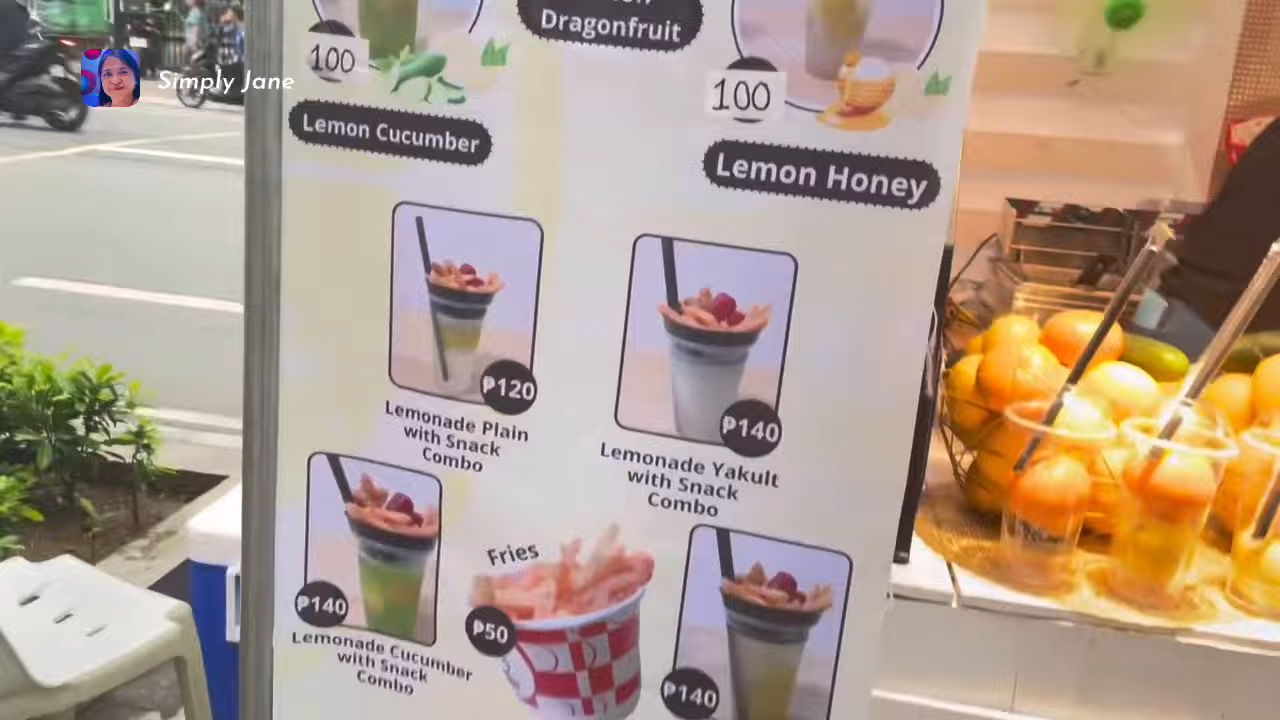 Simply Jane
Dragonfruit
100
100
Lemon Cucumber
Lemon Honey
₱120
₱140
Lemonade Plain
with Snack
Combo
Lemonade Yakult
with Snack
Combo
Fries
₱140
₱50
₱140
Lemonade Cucumber
with Snack
Combo